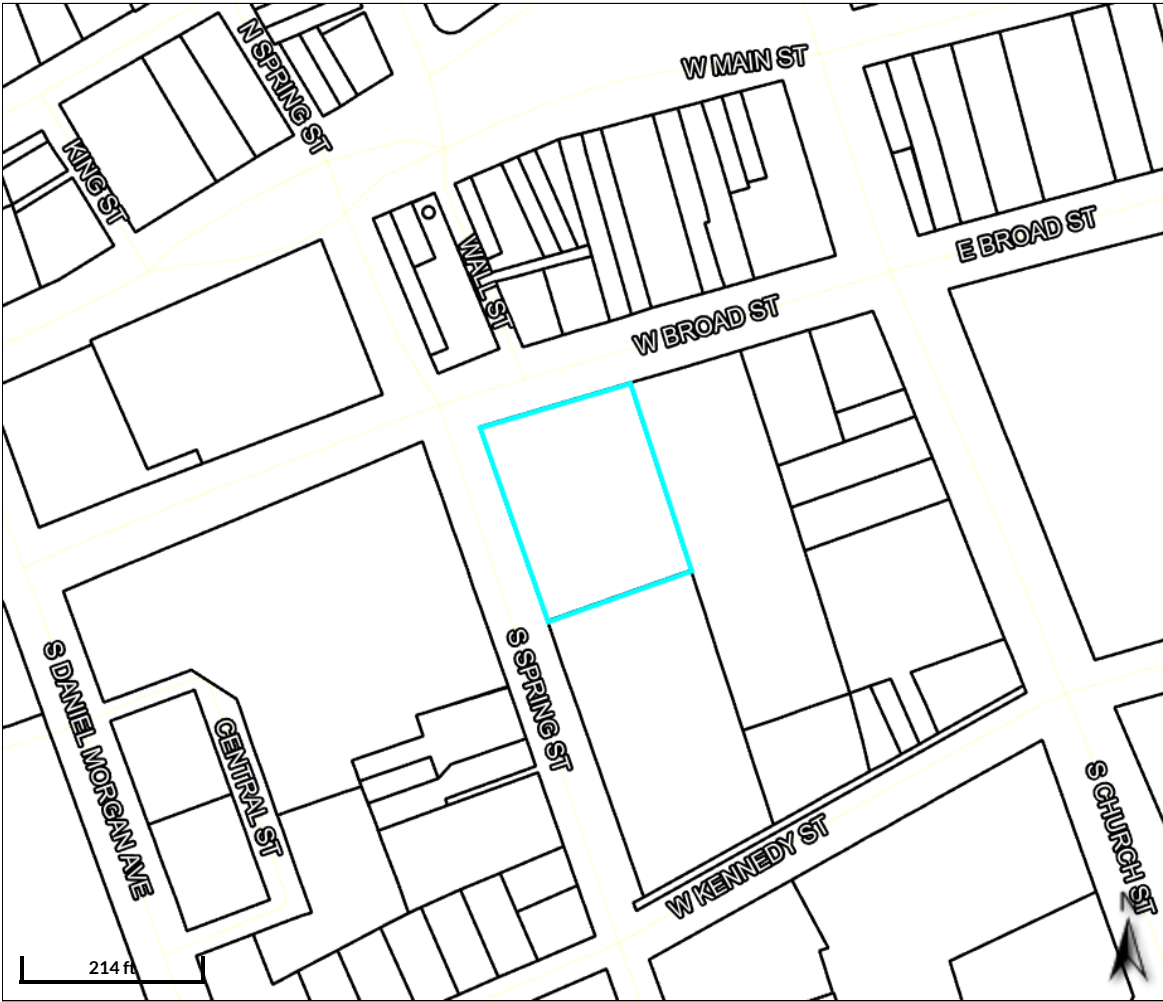 N SPRING ST
W MAIN ST
KING ST
E BROAD ST
WALL ST
W BROAD ST
S SPRING ST
S DANIEL MORGAN AVE
CENTRAL ST
S CHURCH ST
W KENNEDY ST
N
214 ft